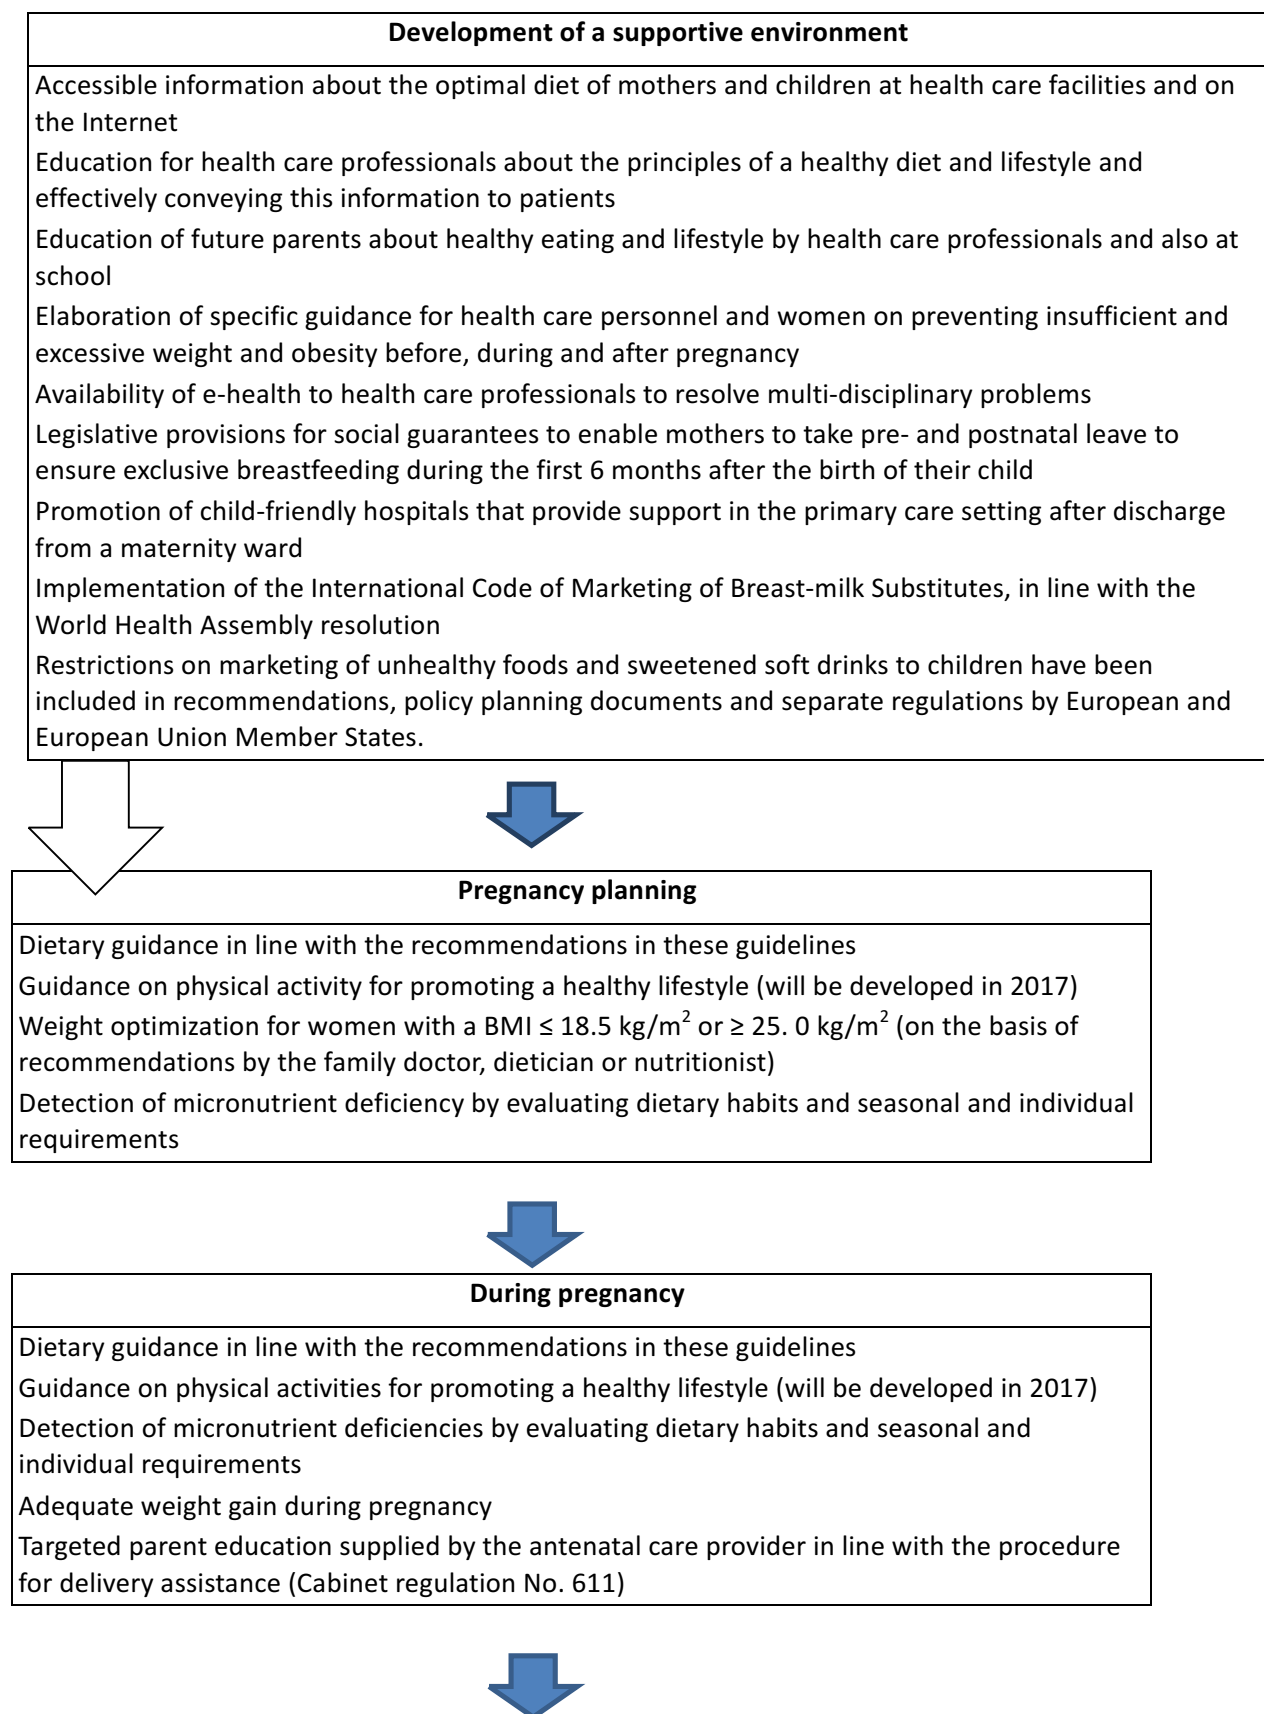 Development of a supportive environment
Accessible information about the optimal diet of mothers and children at health care facilities and on
the Internet
Education for health care professionals about the principles of a healthy diet and lifestyle and
effectively conveying this information to patients
Education of future parents about healthy eating and lifestyle by health care professionals and also at
school
Elaboration of specific guidance for health care personnel and women on preventing insufficient and
excessive weight and obesity before, during and after pregnancy
Availability of e-health to health care professionals to resolve multi-disciplinary problems
Legislative provisions for social guarantees to enable mothers to take pre- and postnatal leave to
ensure exclusive breastfeeding during the first 6 months after the birth of their child
Promotion of child-friendly hospitals that provide support in the primary care setting after discharge
from a maternity ward
Implementation of the International Code of Marketing of Breast-milk Substitutes, in line with the
World Health Assembly resolution
Restrictions on marketing of unhealthy foods and sweetened soft drinks to children have been
included in recommendations, policy planning documents and separate regulations by European and
European Union Member States.
Pregnancy planning
Dietary guidance in line with the recommendations in these guidelines
Guidance on physical activity for promoting a healthy lifestyle (will be developed in 2017)
Weight optimization for women with a BMI ≤ 18.5 kg/m² or ≥ 25. 0 kg/m² (on the basis of
recommendations by the family doctor, dietician or nutritionist)
Detection of micronutrient deficiency by evaluating dietary habits and seasonal and individual
requirements
During pregnancy
Dietary guidance in line with the recommendations in these guidelines
Guidance on physical activities for promoting a healthy lifestyle (will be developed in 2017)
Detection of micronutrient deficiencies by evaluating dietary habits and seasonal and
individual requirements
Adequate weight gain during pregnancy
Targeted parent education supplied by the antenatal care provider in line with the procedure
for delivery assistance (Cabinet regulation No. 611)